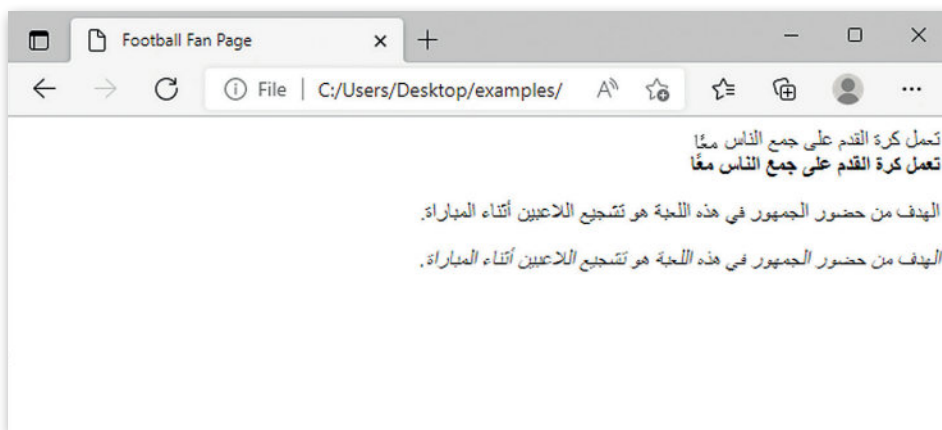 Football Fan Page
File C:/Users/Desktop/examples/
تعمل كرة القدم على جمع الناس معًا
تعمل كرة القدم على جمع الناس معًا
الهدف من حضور الجمهور في هذه اللعبة هو تشجيع اللاعبين أثناء المباراة.
الهدف من حضور الجمهور في هذه اللعبة هو تشجيع اللاعبين أثناء المباراة.